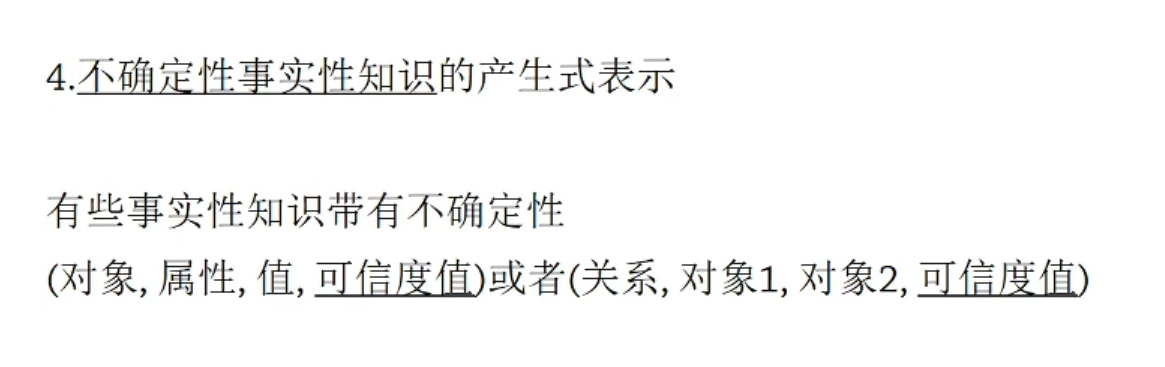 4.不确定性事实性知识的产生式表示
有些事实性知识带有不确定性
(对象, 属性, 值, 可信度值)或者(关系, 对象1, 对象2, 可信度值)